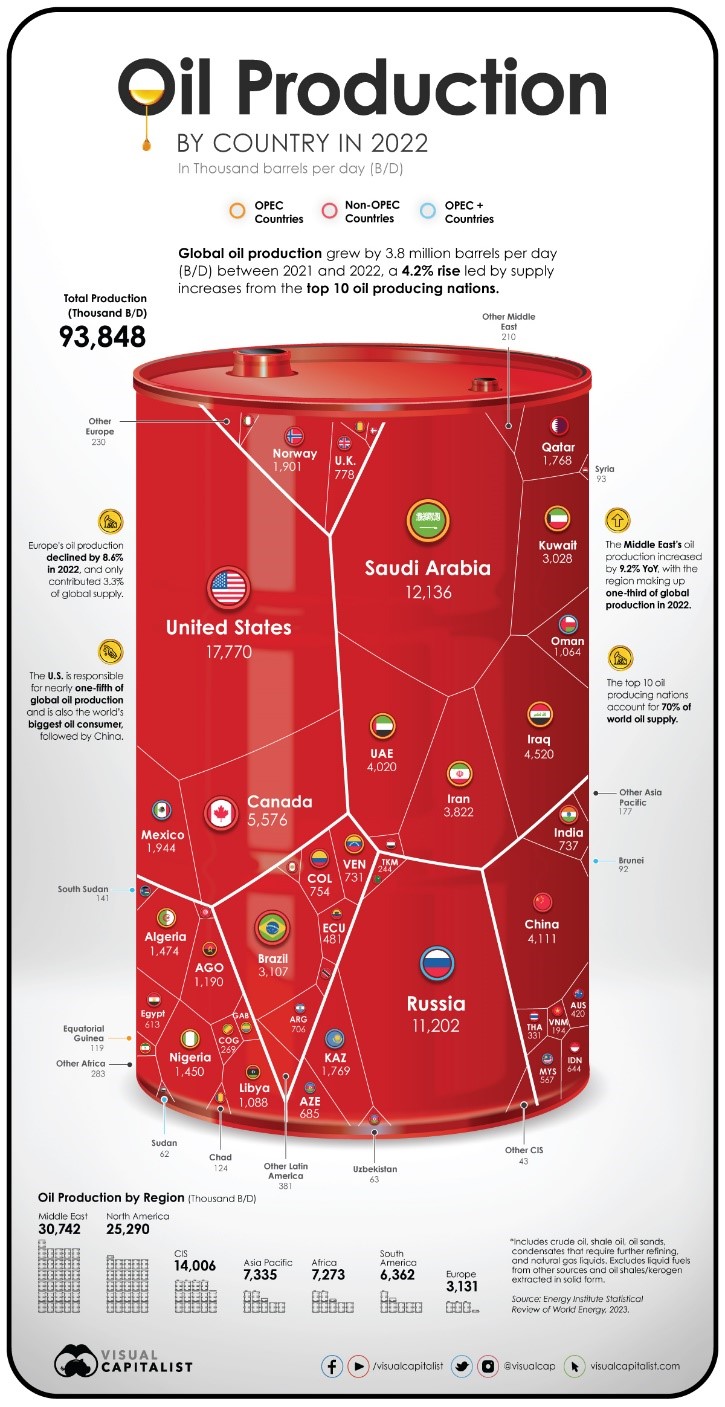 Oil Production
BY COUNTRY IN 2022
In Thousand barrels per day (B/D)
OPEC
Countries
Non-OPEC
Countries
OPEC +
Countries
Global oil production grew by 3.8 million barrels per day
(B/D) between 2021 and 2022, a 4.2% rise led by supply
increases from the top 10 oil producing nations.
Total Production
(Thousand B/D)
93,848
Other Middle
East
210
Other
Europe
230
Norway
1,901
U.K.
778
Qatar
1,768
Syria
93
Saudi Arabia
12,136
Kuwait
3,028
Europe's oil production
declined by 8.6%
in 2022, and only
contributed 3.3%
of global supply.
The Middle East's oil
production increased
by 9.2% YoY, with the
region making up
one-third of global
production in 2022.
United States
17,770
Oman
1,064
The U.S. is responsible
for nearly one-fifth of
global oil production
and is also the world's
biggest oil consumer,
followed by China.
The top 10 oil
producing nations
account for 70% of
world oil supply.
UAE
4,020
Iraq
4,520
Iran
3,822
Canada
5,576
Mexico
1,944
Other Asia
Pacific
177
India
737
Brunei
92
COL
754
VEN
731
TKM
244
South Sudan
141
Algeria
1,474
AGO
1,190
Brazil
3,107
ECU
481
China
4,111
Russia
11,202
Egypt
613
Equatorial
Guinea
119
Other Africa
283
Nigeria
1,450
GAB
COG
269
Libya
1,088
ARG
706
KAZ
1,769
AZE
685
AUS
420
THA
331
VNM
194
MYS
567
IDN
644
Sudan
62
Chad
124
Other Latin
America
381
Uzbekistan
63
Other CIS
43
Oil Production by Region (Thousand B/D)
Middle East
30,742
North America
25,290
CIS
14,006
Asia Pacific
7,335
Africa
7,273
South
America
6,362
Europe
3,131
*Includes crude oil, shale oil, oil sands,
condensates that require further refining,
and natural gas liquids. Excludes liquid fuels
from other sources and oil shales/kerogen
extracted in solid form.
Source: Energy Institute Statistical
Review of World Energy, 2023.
VISUAL
CAPITALIST
/visualcapitalist
@visualcap
visualcapitalist.com